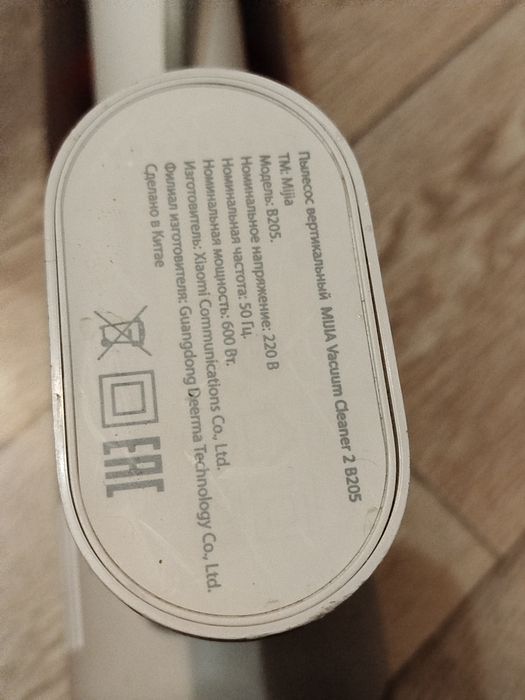 Пылесос вертикальный MIJIA Vacuum Cleaner 2 B205
TM: Mijia
Модель: B205.
Номинальное напряжение: 220 В
Номинальная частота: 50 Гц.
Номинальная мощность: 600 Вт.
Изготовитель: Xiaomi Communications Co., Ltd.
Филиал изготовителя: Guangdong Deerma Technology Co., Ltd.
Сделано в Китае
EAC